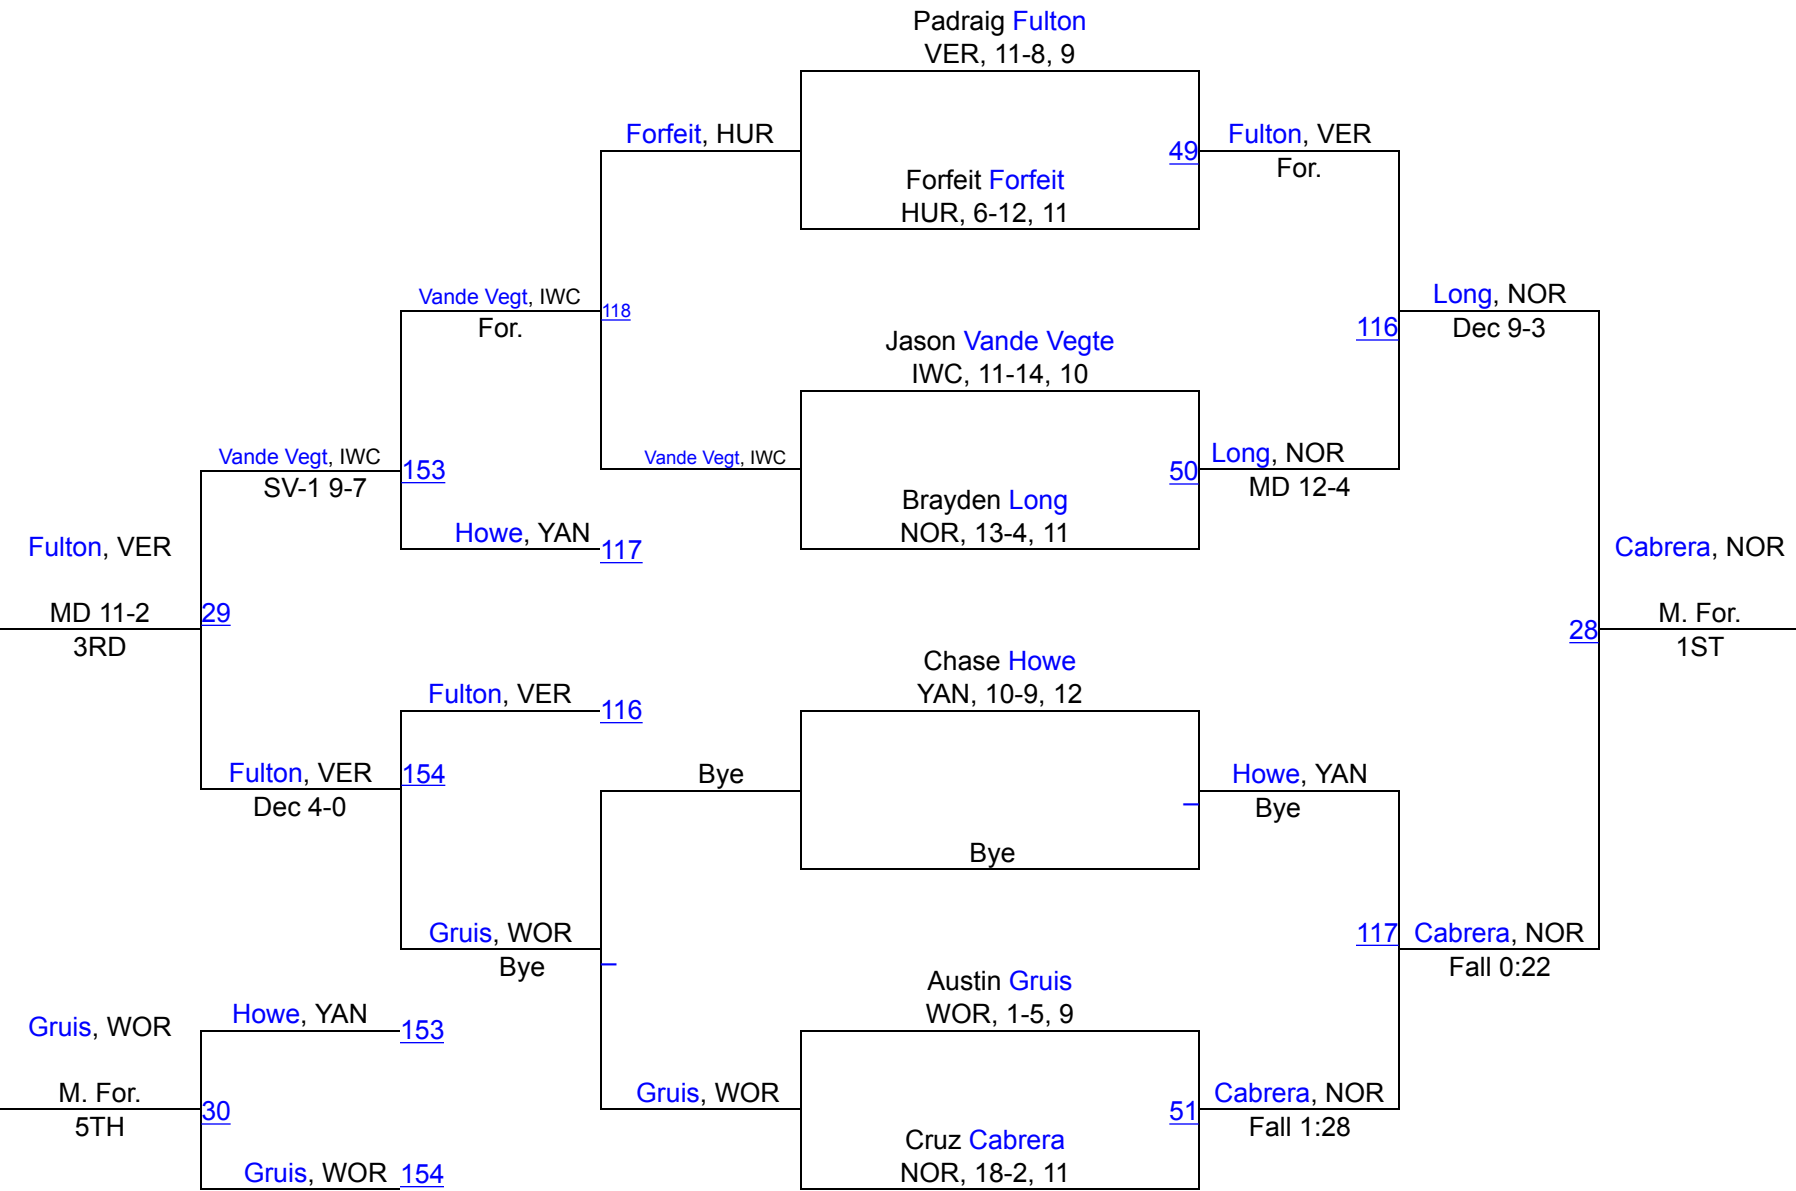 Padraig Fulton
VER, 11-8, 9
Forfeit, HUR
49
Fulton, VER
For.
Forfeit Forfeit
HUR, 6-12, 11
Vande Vegt, IWC
For.
118
Long, NOR
Dec 9-3
116
Jason Vande Vegte
IWC, 11-14, 10
Vande Vegt, IWC
SV-1 9-7
153
Vande Vegt, IWC
50
Long, NOR
MD 12-4
Brayden Long
NOR, 13-4, 11
Howe, YAN
117
Fulton, VER
MD 11-2
3RD
29
Cabrera, NOR
M. For.
1ST
28
Chase Howe
YAN, 10-9, 12
Fulton, VER
116
Fulton, VER
Dec 4-0
154
Bye
Howe, YAN
Bye
Bye
Gruis, WOR
Bye
117
Cabrera, NOR
Fall 0:22
Austin Gruis
WOR, 1-5, 9
Gruis, WOR
M. For.
5TH
30
Howe, YAN
153
Gruis, WOR
51
Cabrera, NOR
Fall 1:28
Cruz Cabrera
NOR, 18-2, 11
Gruis, WOR
154